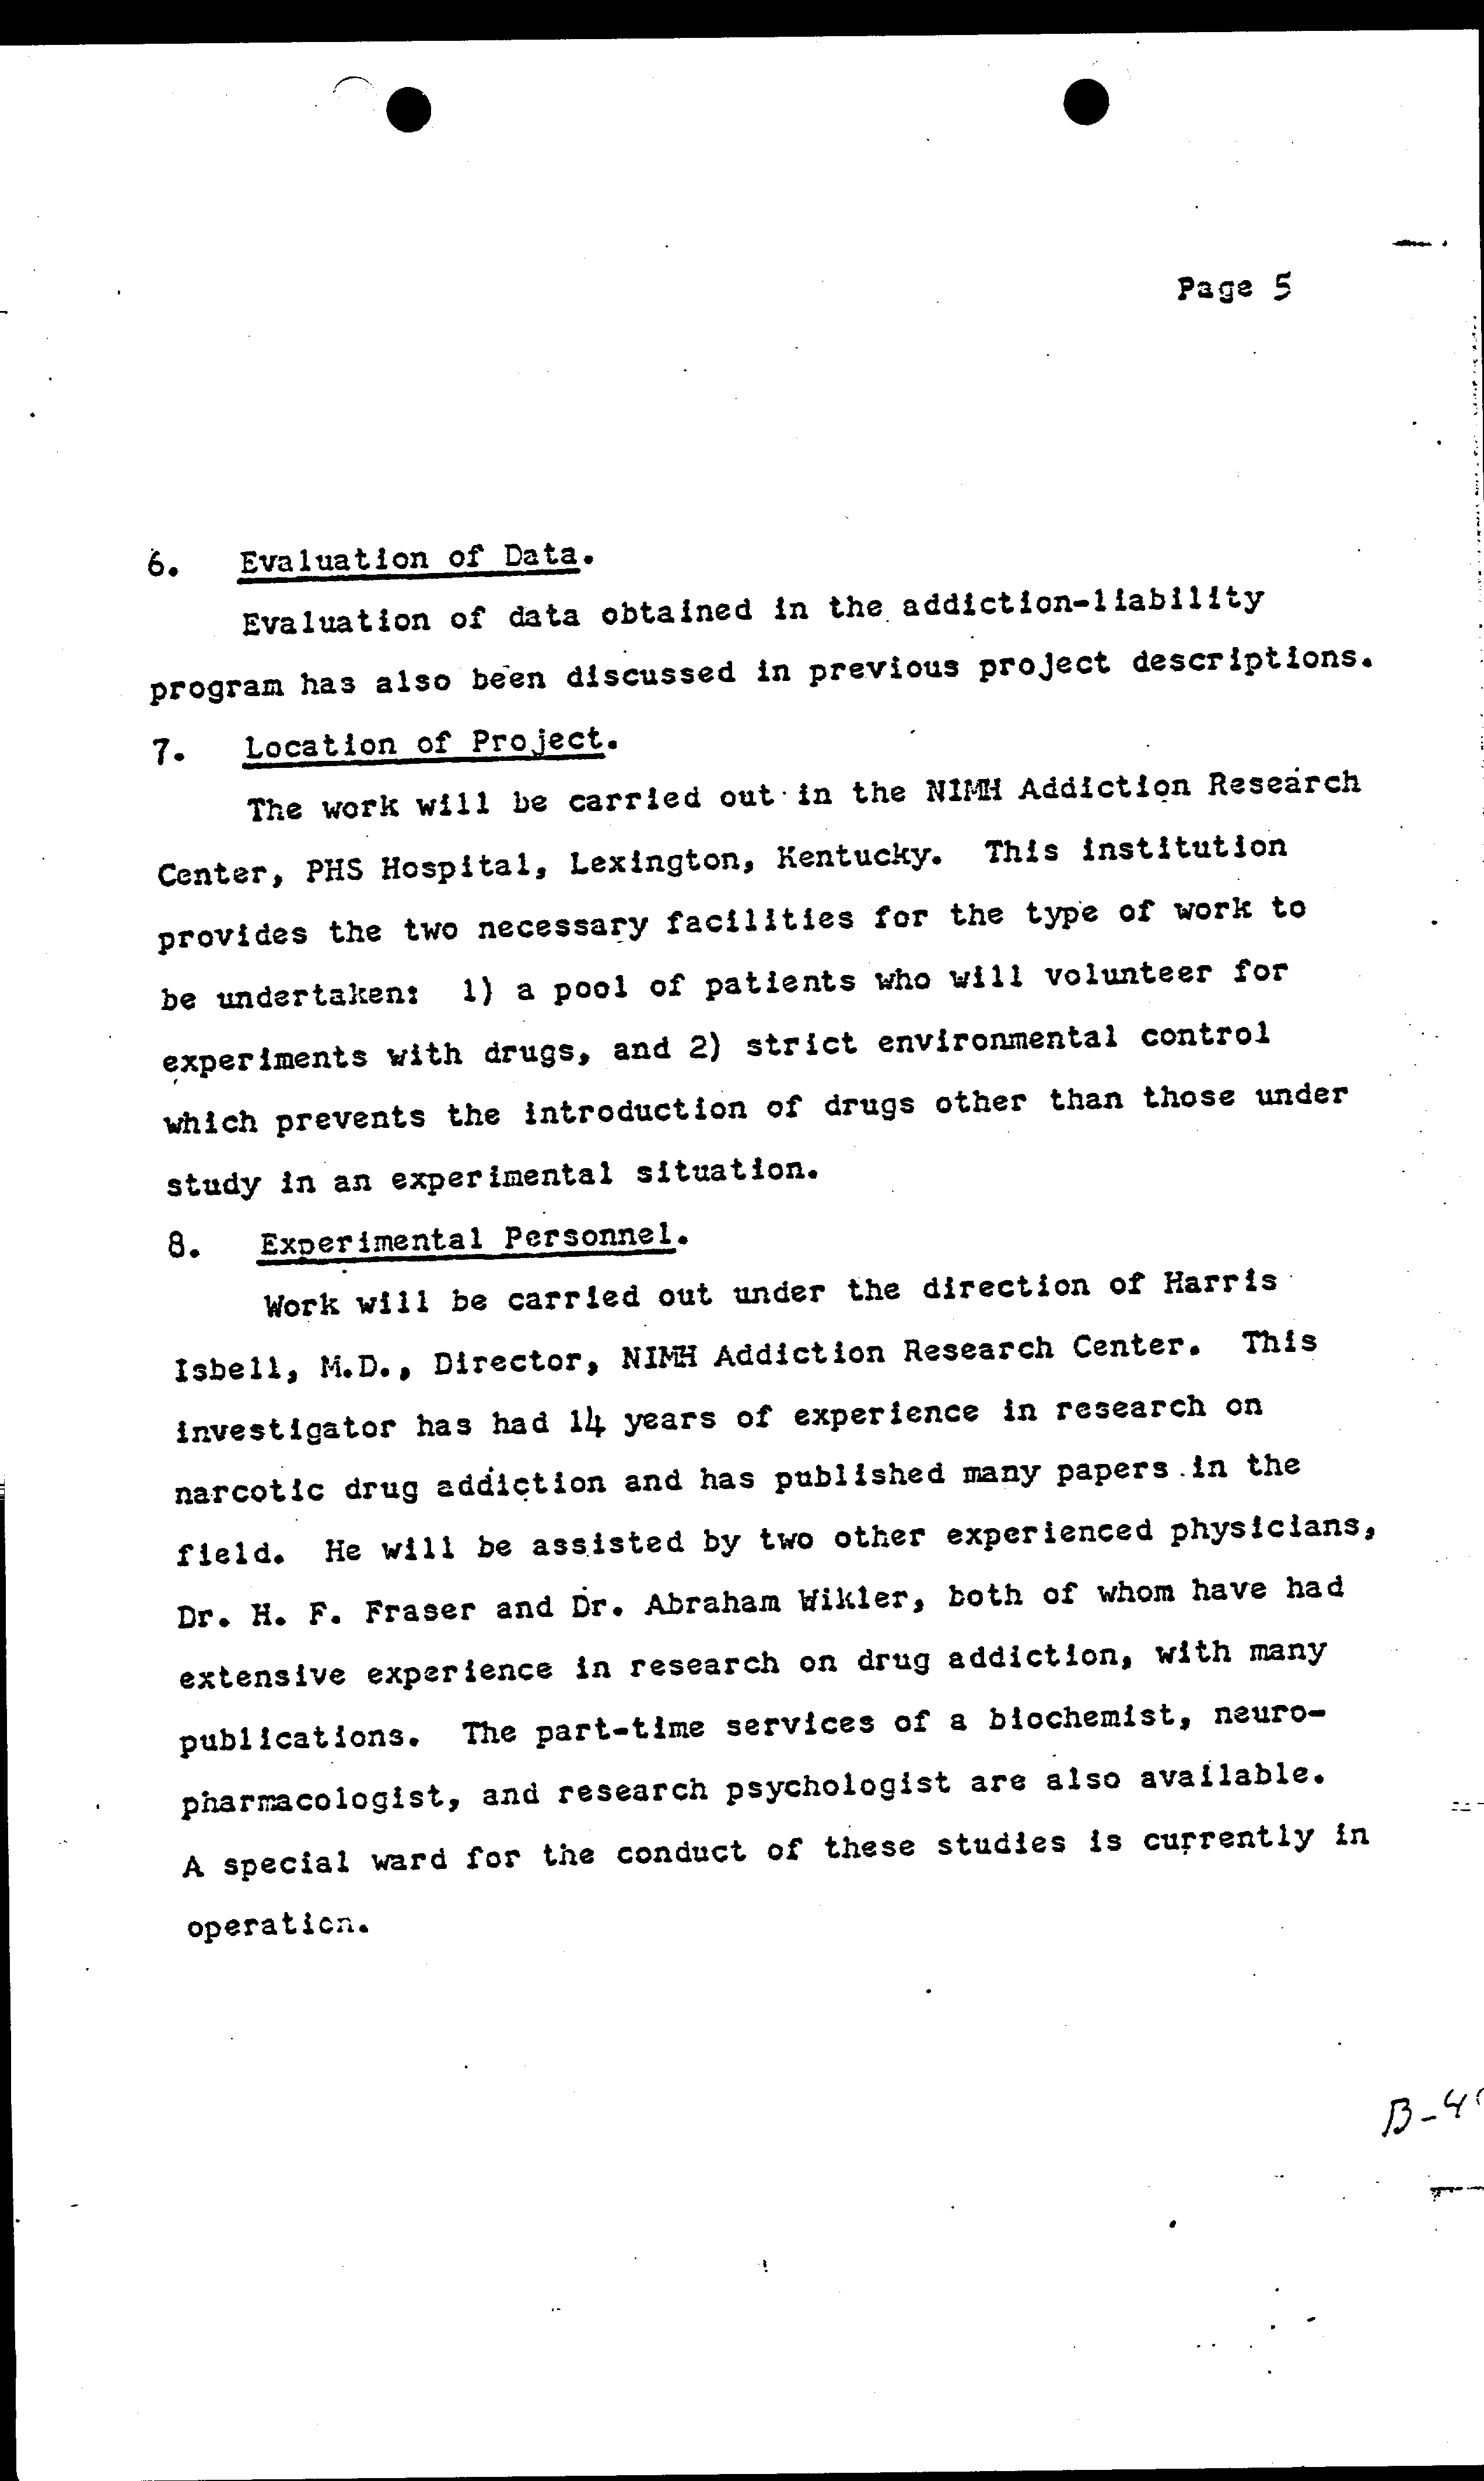 Page 5
6. Evaluation of Data.
Evaluation of data obtained in the addiction-liability
program has also been discussed in previous project descriptions.
7. Location of Project.
The work will be carried out in the NIMH Addiction Research
Center, PHS Hospital, Lexington, Kentucky. This institution
provides the two necessary facilities for the type of work to
be undertaken: 1) a pool of patients who will volunteer for
experiments with drugs, and 2) strict environmental control
which prevents the introduction of drugs other than those under
study in an experimental situation.
8. Experimental Personnel.
Work will be carried out under the direction of Harris
Isbell, M.D., Director, NIMH Addiction Research Center. This
investigator has had 14 years of experience in research on
narcotic drug addiction and has published many papers in the
field. He will be assisted by two other experienced physicians,
Dr. H. F. Fraser and Dr. Abraham Wikler, both of whom have had
extensive experience in research on drug addiction, with many
publications. The part-time services of a biochemist, neuro-
pharmacologist, and research psychologist are also available.
A special ward for the conduct of these studies is currently in
operation.